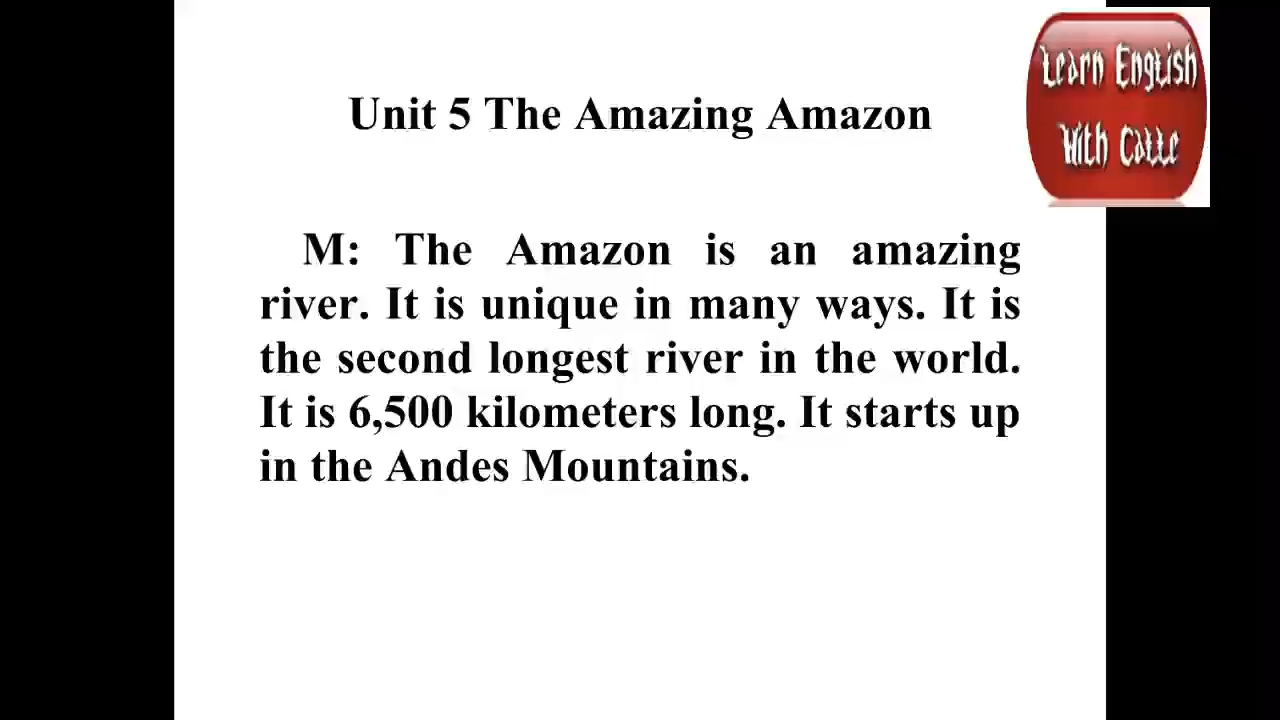 Learn English
With Catte
Unit 5 The Amazing Amazon
M: The Amazon is an amazing
river. It is unique in many ways. It is
the second longest river in the world.
It is 6,500 kilometers long. It starts up
in the Andes Mountains.